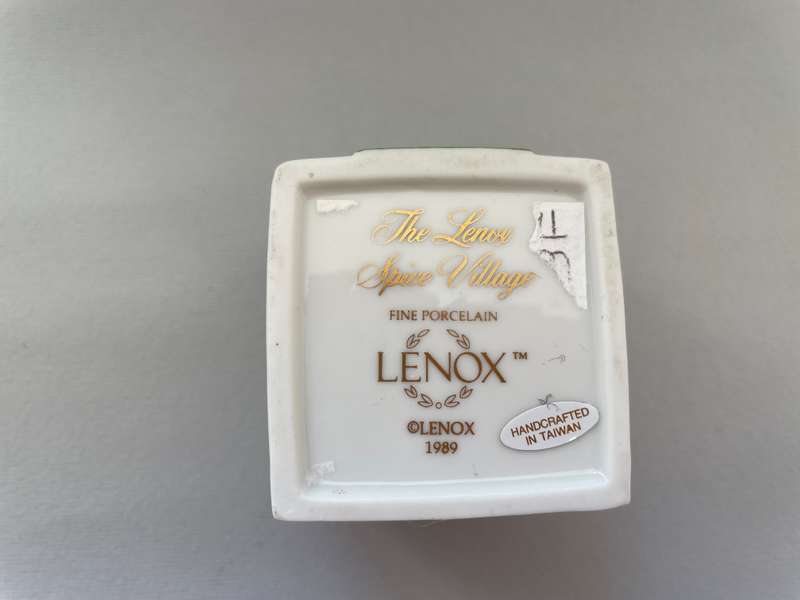 The Lenox
Spice Village
FINE PORCELAIN
LENOX™
©LENOX
1989
HANDCRAFTED
IN TAIWAN